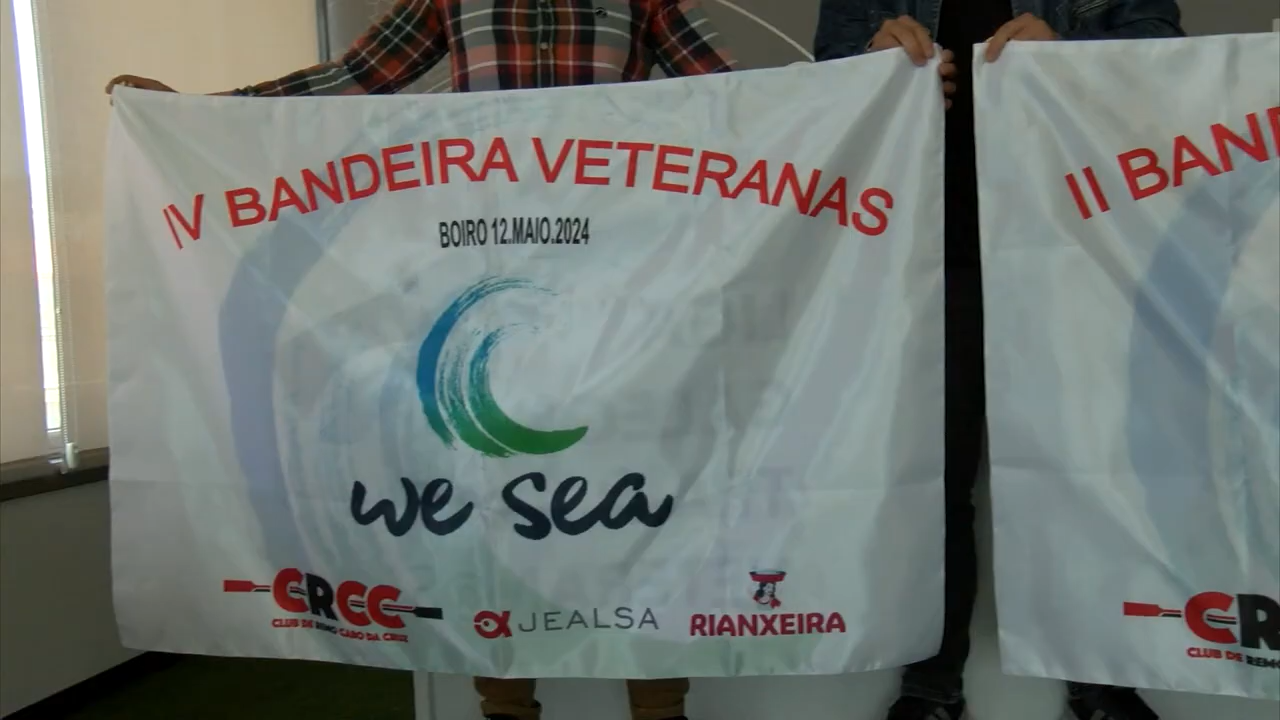 IV BANDEIRA VETERANAS
BOIRO 12.MAIO.2024
we sea
CRCC
CLUB DE REMO CABO DA CRUZ
JEALSA
RIANXEIRA
II BAND
CR
CLUB DE REMO